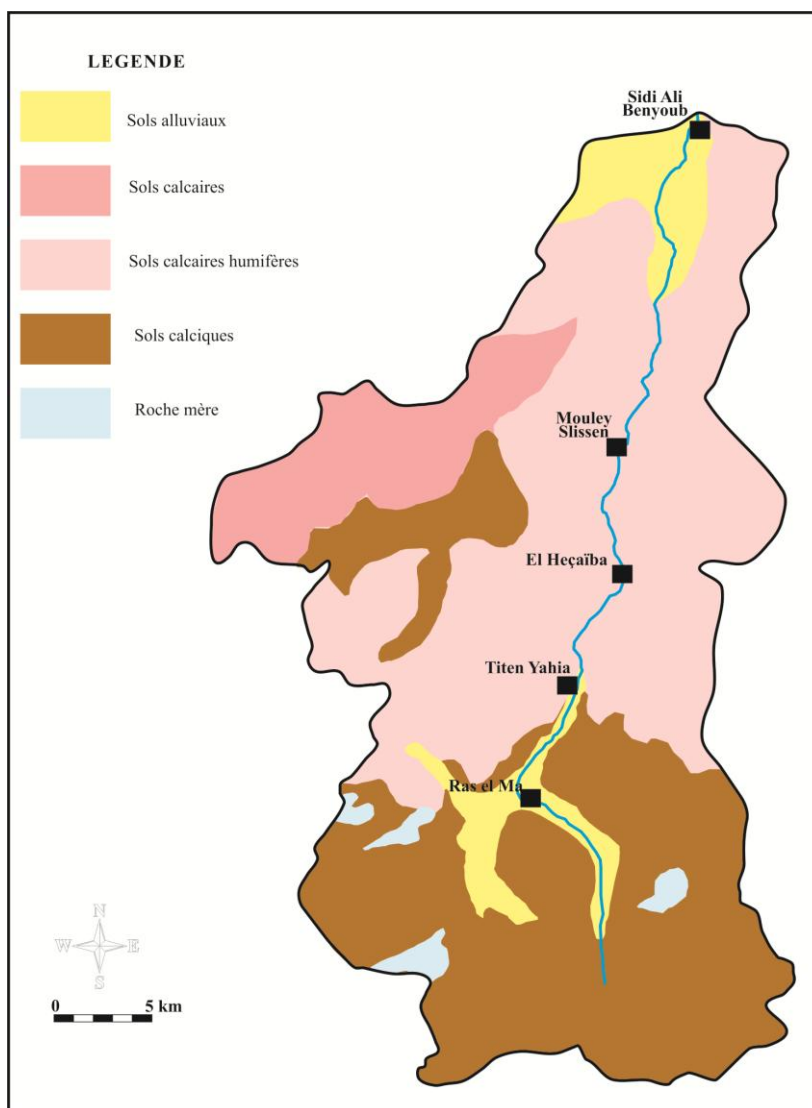 LEGENDE
Sols alluviaux
Sols calcaires
Sols calcaires humifères
Sols calciques
Roche mère
Sidi Ali
Benyoub
Mouley
Slissen
El Heçaïba
Titen Yahia
Ras el Ma
N
W E
S
0 5 km